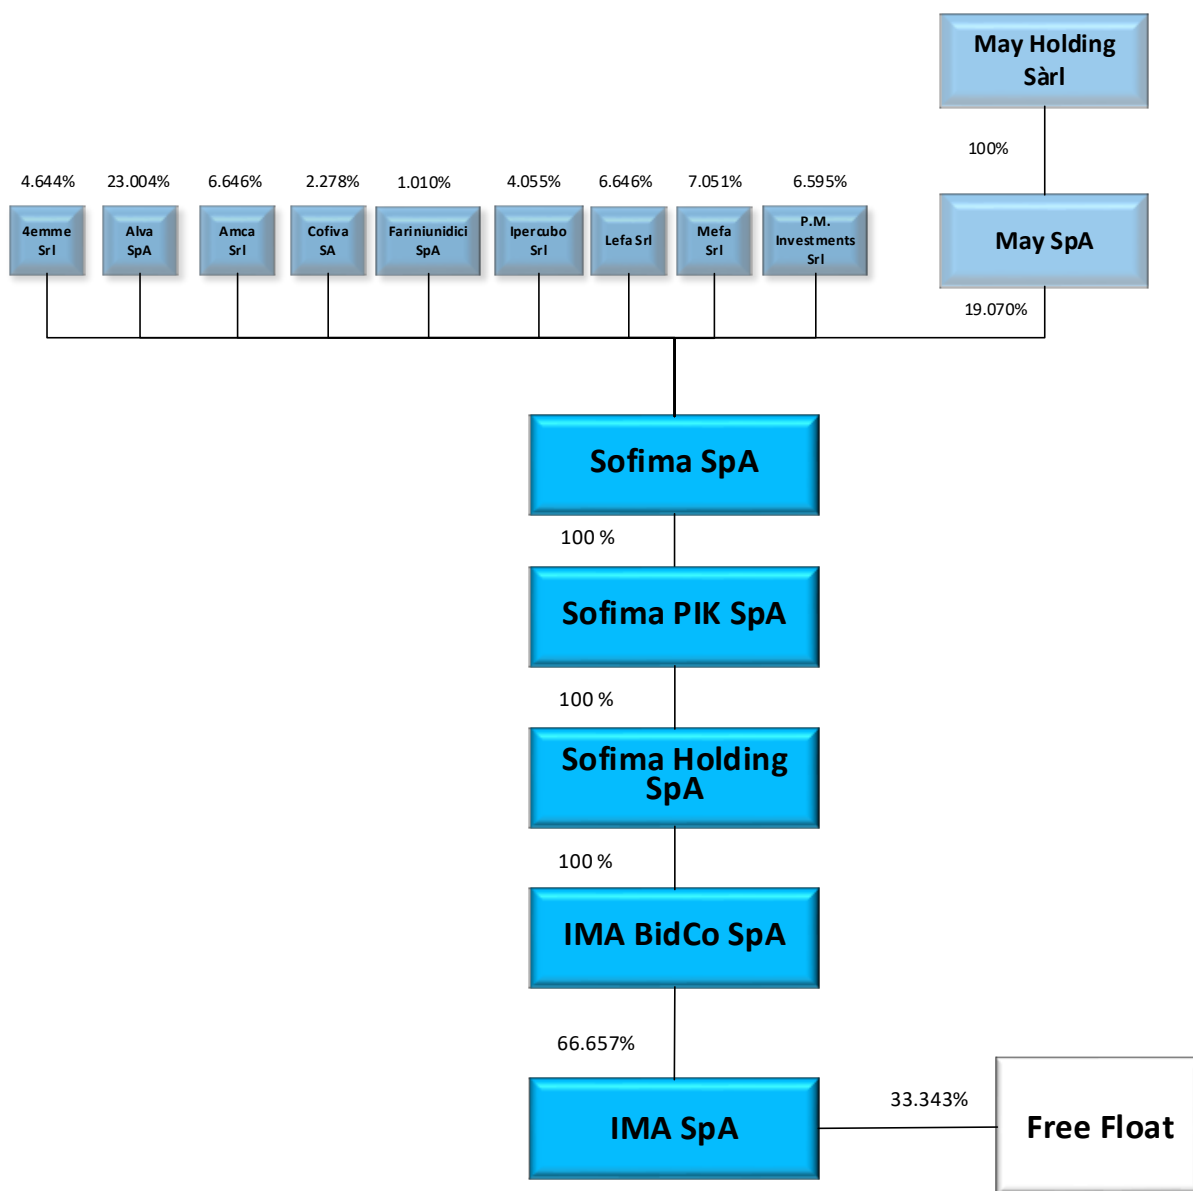 May Holding
Sàrl
100%
4.644%
23.004%
6.646%
2.278%
1.010%
4.055%
6.646%
7.051%
6.595%
4emme
Srl
Alva
SpA
Amca
Srl
Cofiva
SA
Fariniunidici
SpA
Ipercubo
Srl
Lefa Srl
Mefa
Srl
P.M.
Investments
Srl
May SpA
19.070%
Sofima SpA
100 %
Sofima PIK SpA
100 %
Sofima Holding
SpA
100 %
IMA BidCo SpA
66.657%
IMA SpA
33.343%
Free Float